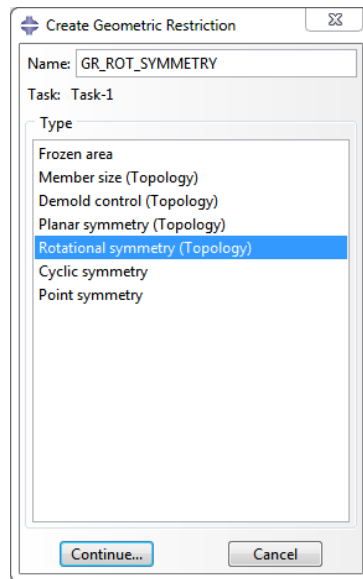 Create Geometric Restriction
Name: GR_ROT_SYMMETRY
Task: Task-1
Type
Frozen area
Member size (Topology)
Demold control (Topology)
Planar symmetry (Topology)
Rotational symmetry (Topology)
Cyclic symmetry
Point symmetry
Continue... Cancel